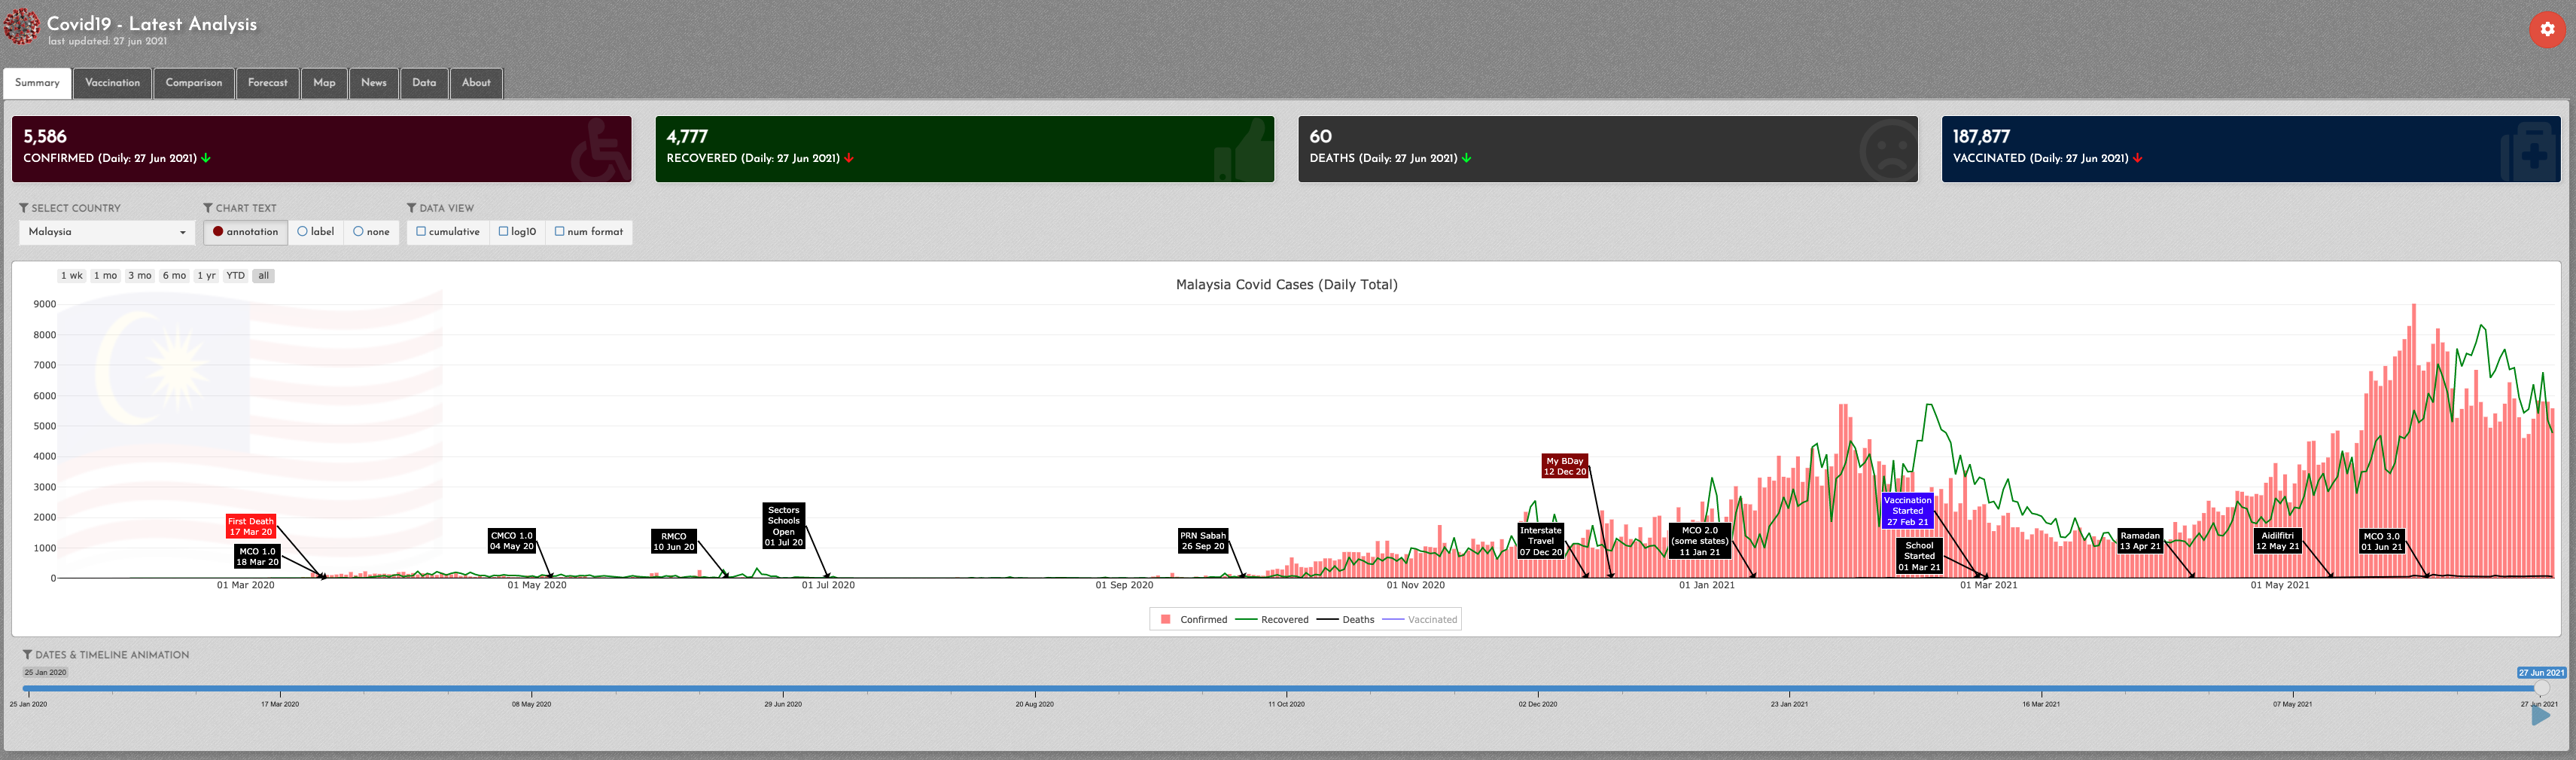 Covid19 - Latest Analysis
last updated: 27 jun 2021
Summary
Vaccination
Comparison
Forecast
Map
News
Data
About
5,586
CONFIRMED (Daily: 27 Jun 2021)
4,777
RECOVERED (Daily: 27 Jun 2021)
60
DEATHS (Daily: 27 Jun 2021)
187,877
VACCINATED (Daily: 27 Jun 2021)
SELECT COUNTRY
CHART TEXT
DATA VIEW
Malaysia
annotation
label
none
cumulative
log10
num format
1 wk
1 mo
3 mo
6 mo
1 yr
YTD
all
Malaysia Covid Cases (Daily Total)
9000
8000
7000
6000
5000
4000
3000
2000
1000
0
First Death
17 Mar 20
MCO 1.0
18 Mar 20
CMCO 1.0
04 May 20
RMCO
10 Jun 20
Sectors
Schools
Open
01 Jul 20
PRN Sabah
26 Sep 20
Interstate
Travel
07 Dec 20
My BDay
12 Dec 20
MCO 2.0
(some states)
11 Jan 21
Vaccination
Started
27 Feb 21
School
Started
01 Mar 21
Ramadan
13 Apr 21
Aidilfitri
12 May 21
MCO 3.0
01 Jun 21
01 Mar 2020
01 May 2020
01 Jul 2020
01 Sep 2020
01 Nov 2020
01 Jan 2021
01 Mar 2021
01 May 2021
Confirmed
Recovered
Deaths
Vaccinated
DATES & TIMELINE ANIMATION
25 Jan 2020
27 Jun 2021
25 Jan 2020
17 Mar 2020
08 May 2020
29 Jun 2020
20 Aug 2020
11 Oct 2020
02 Dec 2020
23 Jan 2021
16 Mar 2021
07 May 2021
27 Jun 2021